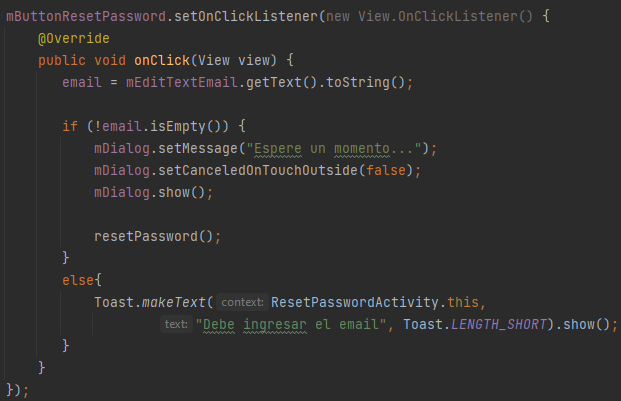 mButtonResetPassword.setOnClickListener(new View.OnClickListener() {
@Override
public void onClick(View view) {
email = mEditTextEmail.getText().toString();
if (!email.isEmpty()) {
mDialog.setMessage("Espere un momento...");
mDialog.setCanceledOnTouchOutside(false);
mDialog.show();
resetPassword();
}
else{
Toast.makeText( context: ResetPasswordActivity.this,
text: "Debe ingresar el email", Toast.LENGTH_SHORT).show();
}
}
});